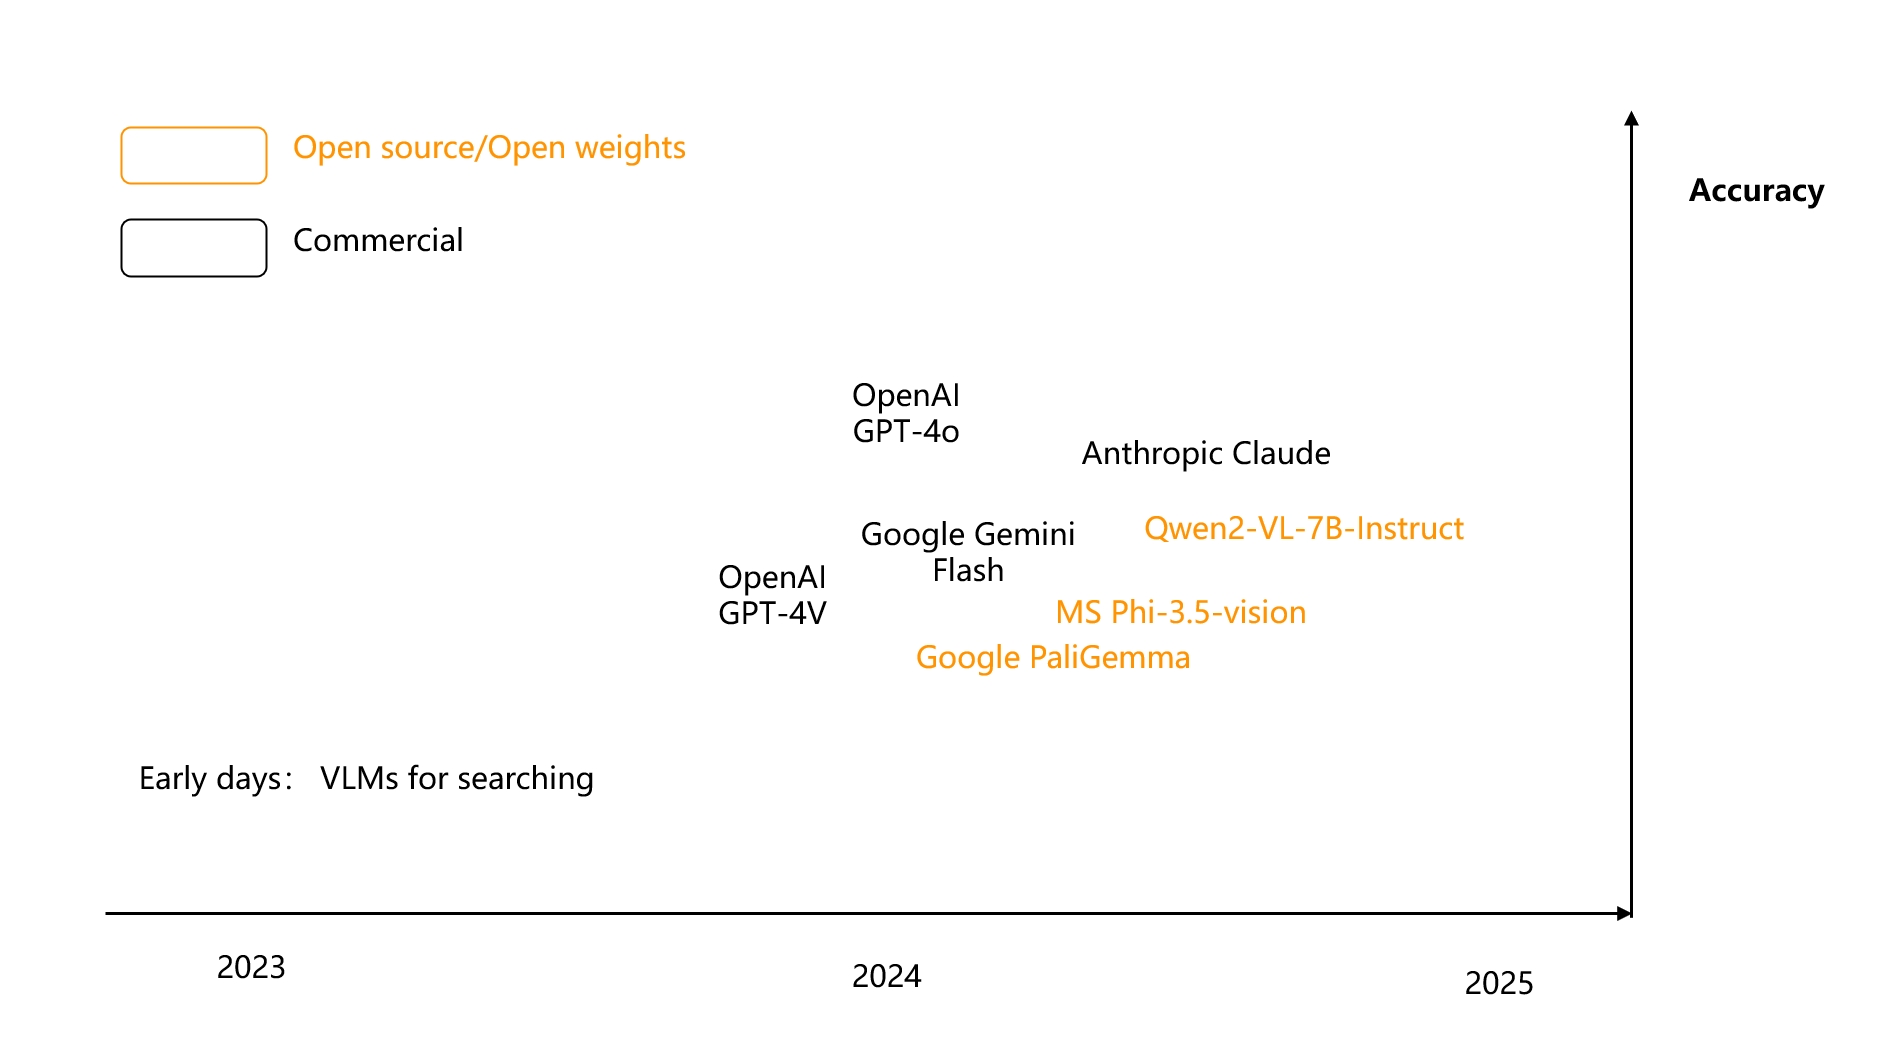 Open source/Open weights
Accuracy
Commercial
OpenAI
GPT-4o
Anthropic Claude
Google Gemini
Flash
Qwen2-VL-7B-Instruct
OpenAI
GPT-4V
MS Phi-3.5-vision
Google PaliGemma
Early days： VLMs for searching
2023
2024
2025